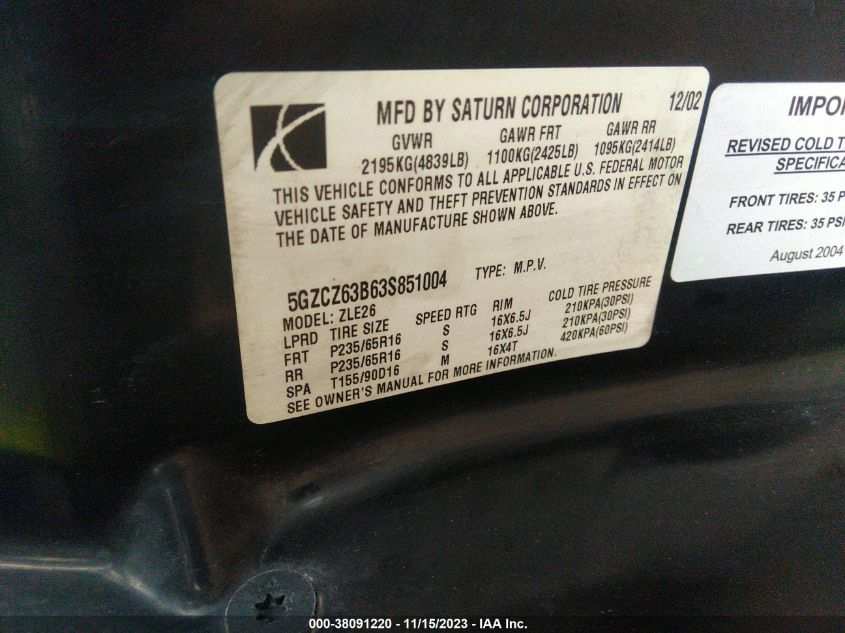 MFD BY SATURN CORPORATION 12/02
GVWR GAWR FRT GAWR RR
2195KG(4839LB) 1100KG(2425LB) 1095KG(2414LB)
THIS VEHICLE CONFORMS TO ALL APPLICABLE U.S. FEDERAL MOTOR
VEHICLE SAFETY AND THEFT PREVENTION STANDARDS IN EFFECT ON
THE DATE OF MANUFACTURE SHOWN ABOVE.
5GZCZ63B63S851004 TYPE: M.P.V.
MODEL: ZLE26
LPRD TIRE SIZE SPEED RTG RIM COLD TIRE PRESSURE
FRT P235/65R16 S 16X6.5J 210KPA(30PSI)
RR P235/65R16 S 16X6.5J 210KPA(30PSI)
SPA T155/90D16 M 16X4T 420KPA(60PSI)
SEE OWNER'S MANUAL FOR MORE INFORMATION.
IMPO
REVISED COLD T
SPECIFICA
FRONT TIRES: 35 P
REAR TIRES: 35 PSI
August 2004
000-38091220 - 11/15/2023 - IAA Inc.